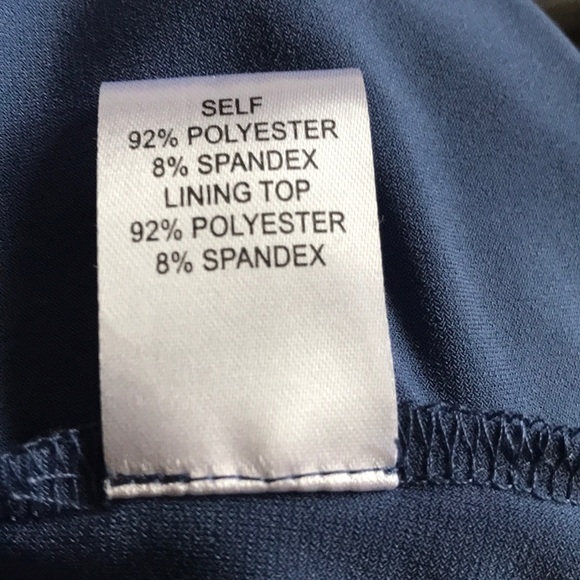 SELF
92% POLYESTER
8% SPANDEX
LINING TOP
92% POLYESTER
8% SPANDEX